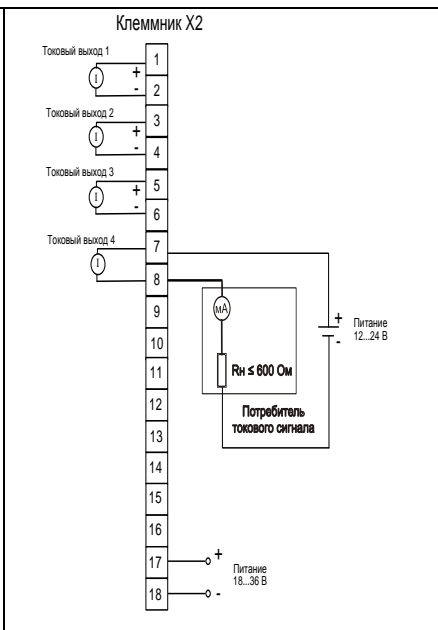 Клеммник X2
Токовый выход 1
I
+
-
1
2
Токовый выход 2
I
+
-
3
4
Токовый выход 3
I
+
-
5
6
Токовый выход 4
I
7
8
9
10
11
12
13
14
15
16
17
18
мА
Rн ≤ 600 Ом
Потребитель
токового сигнала
+
-
Питание
12...24 В
+
-
Питание
18...36 В